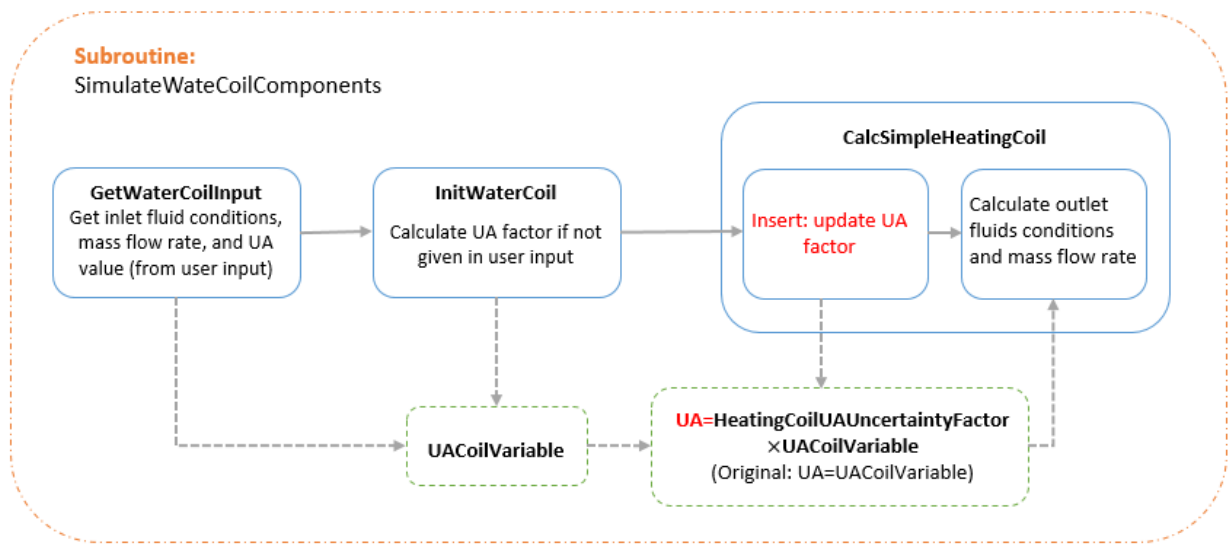 Subroutine:
SimulateWateCoilComponents
CalcSimpleHeatingCoil
GetWaterCoilInput
Get inlet fluid conditions,
mass flow rate, and UA
value (from user input)
InitWaterCoil
Calculate UA factor if not
given in user input
Insert: update UA
factor
Calculate outlet
fluids conditions
and mass flow rate
UACoilVariable
UA=HeatingCoilUAUncertaintyFactor
×UACoilVariable
(Original: UA=UACoilVariable)